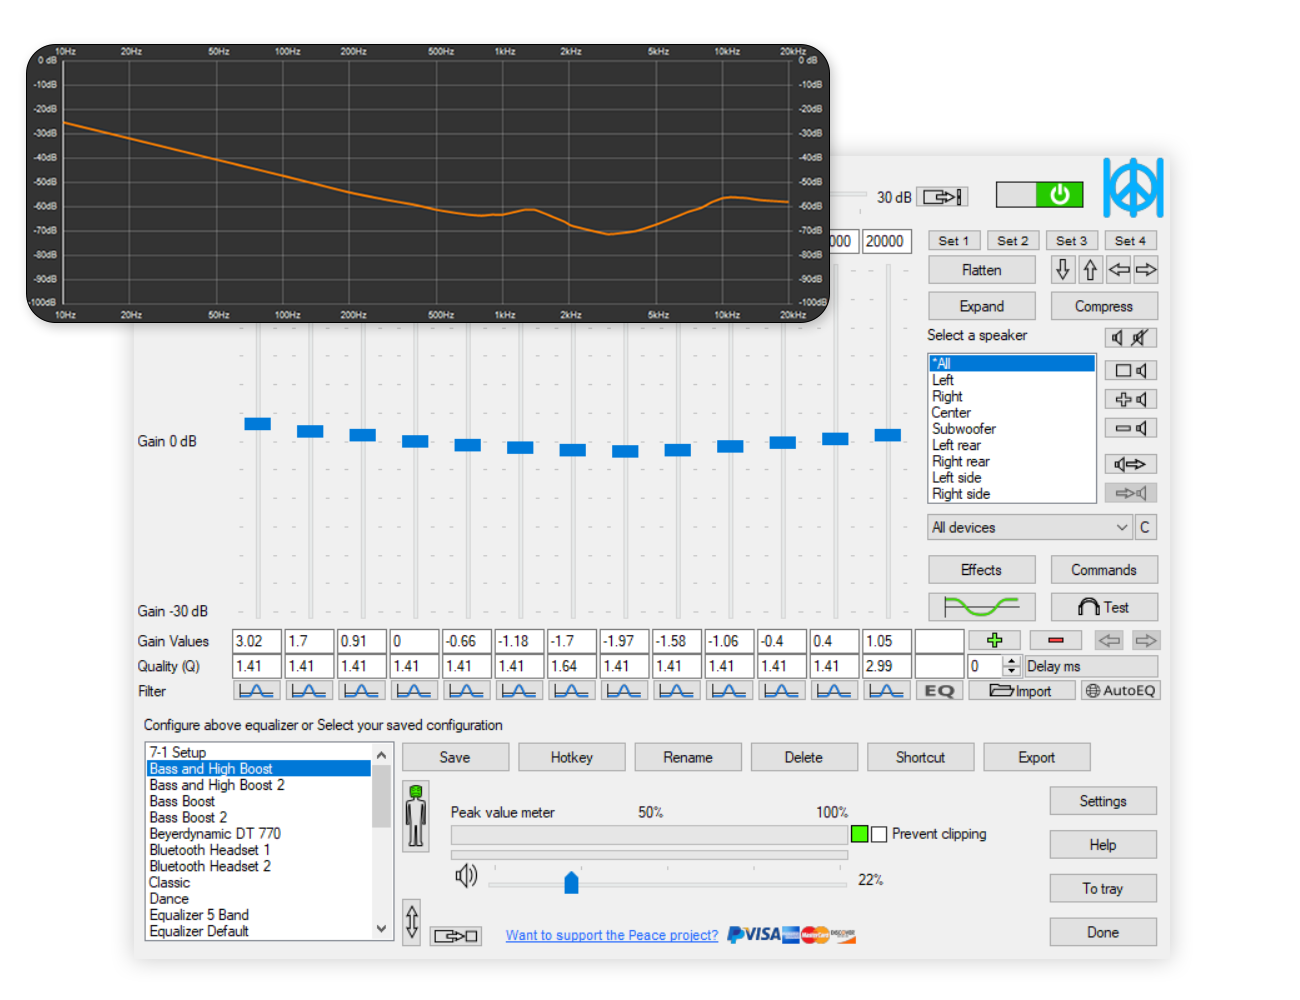 10Hz 20Hz 50Hz 100Hz 200Hz 500Hz 1kHz 2kHz 5kHz 10kHz 20kHz
0 dB 0 dB
-10dB -10dB
-20dB -20dB
-30dB -30dB
-40dB -40dB
-50dB -50dB
-60dB -60dB
-70dB -70dB
-80dB -80dB
-90dB -90dB
-100dB -100dB
10Hz 20Hz 50Hz 100Hz 200Hz 500Hz 1kHz 2kHz 5kHz 10kHz 20kHz
30 dB
000 20000 Set 1 Set 2 Set 3 Set 4
Flatten
Expand Compress
Select a speaker
*All
Left
Right
Center
Subwoofer
Left rear
Right rear
Left side
Right side
Gain 0 dB
All devices C
Effects Commands
Gain -30 dB Test
Gain Values 3.02 1.7 0.91 0 -0.66 -1.18 -1.7 -1.97 -1.58 -1.06 -0.4 0.4 1.05
Quality (Q) 1.41 1.41 1.41 1.41 1.41 1.41 1.64 1.41 1.41 1.41 1.41 1.41 2.99 0 Delay ms
Filter EQ Import AutoEQ
Configure above equalizer or Select your saved configuration
7-1 Setup
Bass and High Boost
Bass and High Boost 2
Bass Boost
Bass Boost 2
Beyerdynamic DT 770
Bluetooth Headset 1
Bluetooth Headset 2
Classic
Dance
Equalizer 5 Band
Equalizer Default
Save Hotkey Rename Delete Shortcut Export
Peak value meter 50% 100%
Prevent clipping
22%
Settings
Help
To tray
Done
Want to support the Peace project? VISA MasterCard DISCOVER